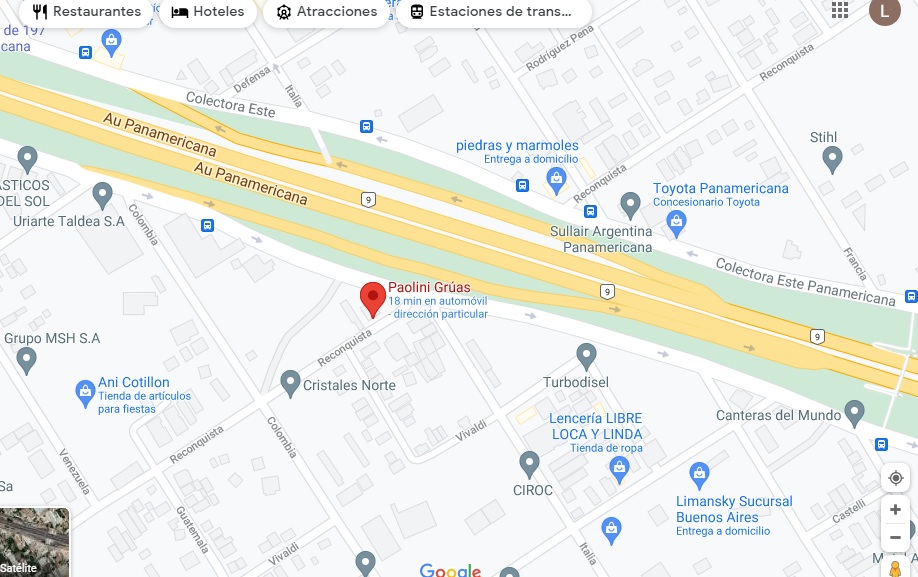 Restaurantes
Hoteles
Atracciones
Estaciones de trans...
L
de 197
cana
Rodríguez Pena
Reconquista
Defensa
Italia
Colectora Este
Au Panamericana
Au Panamericana
9
piedras y marmoles
Entrega a domicilio
Stihl
Reconquista
Toyota Panamericana
Concesionario Toyota
ÁSTICOS
DEL SOL
Uriarte Taldea S.A
Colombia
Sullair Argentina
Panamericana
Francia
Colectora Este Panamericana
Paolini Grúas
18 min en automóvil
- dirección particular
9
9
Grupo MSH S.A
Reconquista
Cristales Norte
Turbodisel
Ani Cotillon
Tienda de artículos
para fiestas
Canteras del Mundo
Lencería LIBRE
LOCA Y LINDA
Tienda de ropa
Reconquista
Colombia
Vivaldi
Venezuela
CIROC
Sa
Limansky Sucursal
Buenos Aires
Entrega a domicilio
Castelli
Guatemala
Vivaldi
Italia
Satélite
Google